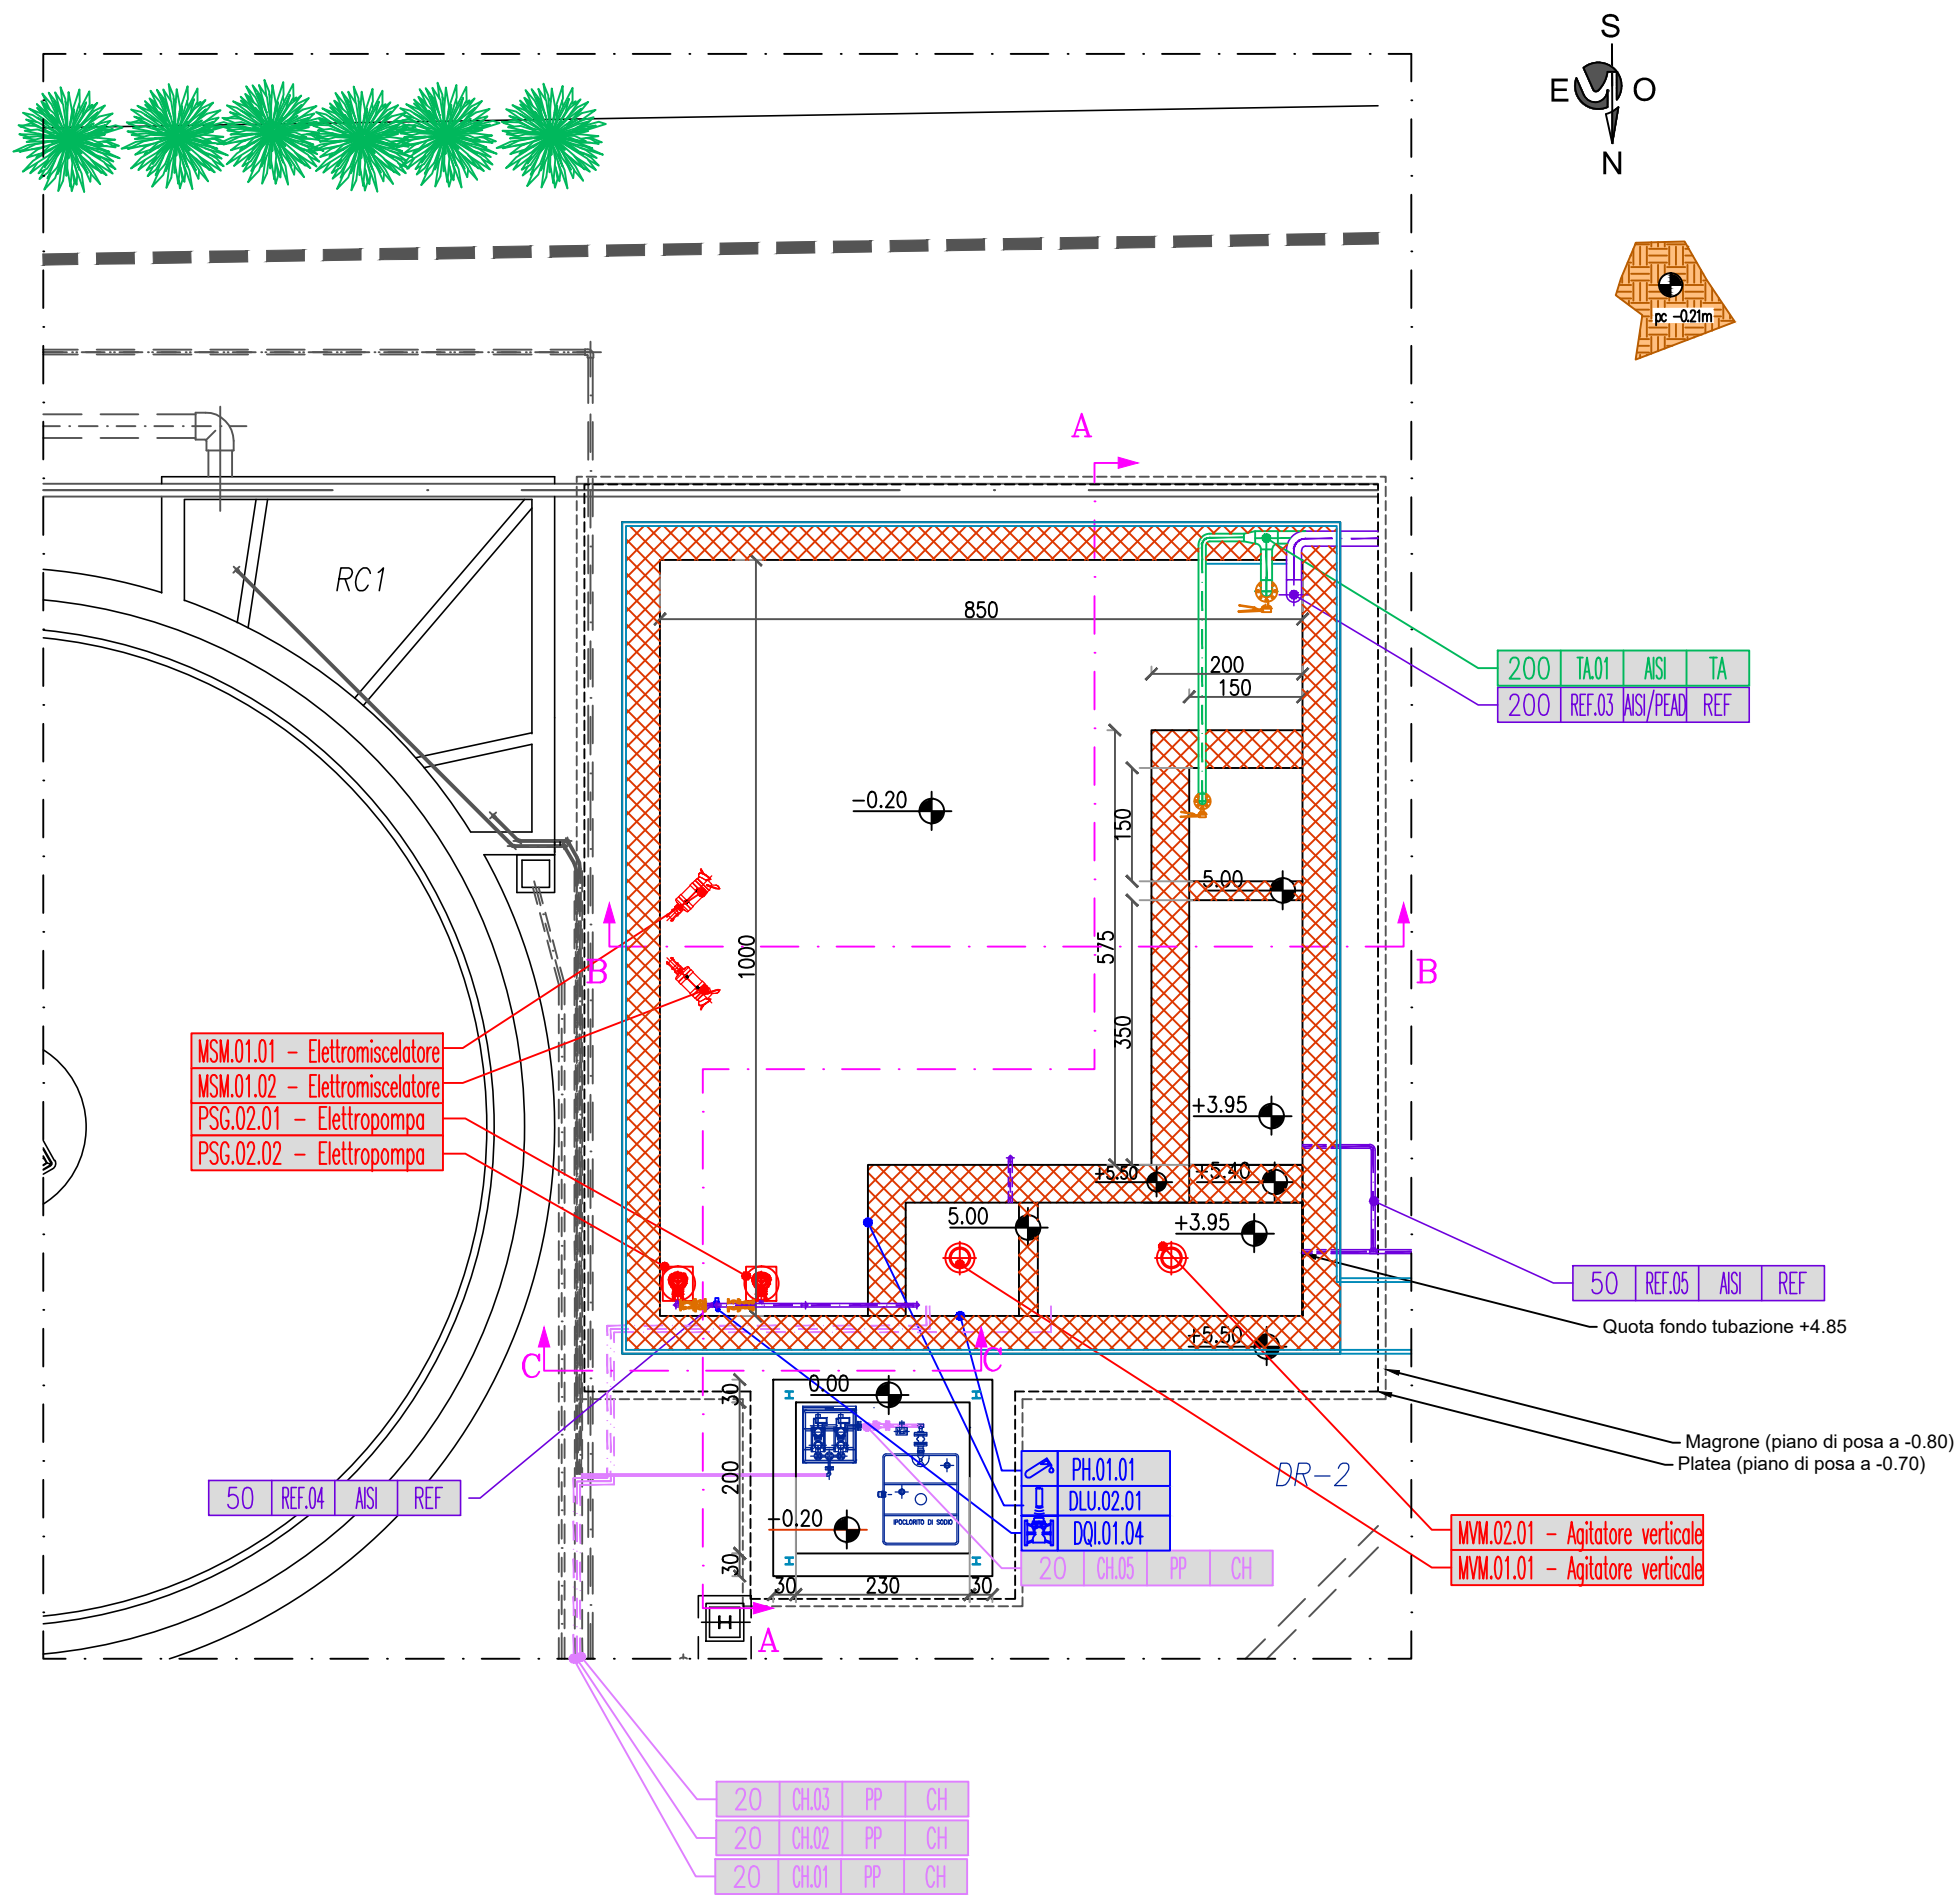 S
E O
N
pc -0.21m
A
RC1
850
200
150
200 TA.01 AISI TA
200 REF.03 AISI/PEAD REF
-0.20
150
5.00
575
1000
B
B
350
MSM.01.01 - Elettromiscelatore
MSM.01.02 - Elettromiscelatore
PSG.02.01 - Elettropompa
PSG.02.02 - Elettropompa
+3.95
+5.50
+5.40
5.00
+3.95
50 REF.05 AISI REF
Quota fondo tubazione +4.85
+5.50
C
C
0.00
30
Magrone (piano di posa a -0.80)
Platea (piano di posa a -0.70)
DR-2
PH.01.01
DLU.02.01
DQI.01.04
20 CH.05 PP CH
50 REF.04 AISI REF
200
-0.20
IPOCLORITO DI SODIO
30
30 230 30
MVM.02.01 - Agitatore verticale
MVM.01.01 - Agitatore verticale
H
A
20 CH.03 PP CH
20 CH.02 PP CH
20 CH.01 PP CH